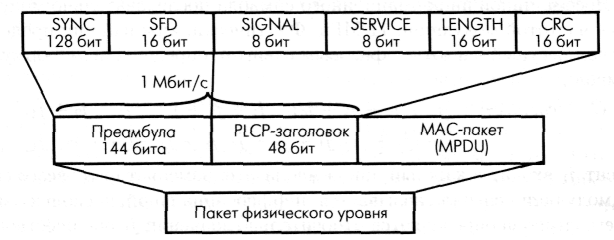 SYNC SFD SIGNAL SERVICE LENGTH CRC
128 бит 16 бит 8 бит 8 бит 16 бит 16 бит
1 Мбит/с
Преамбула PLCP-заголовок MAC-пакет
144 бита 48 бит (MPDU)
Пакет физического уровня